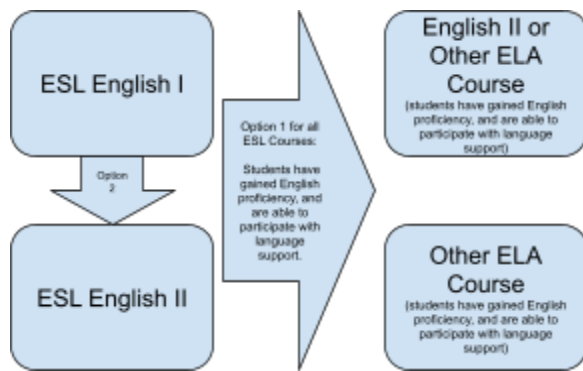 ESL English I
Option
2
ESL English II
Option 1 for all
ESL Courses:
Students have
gained English
proficiency, and
are able to
participate with
language
support.
English II or
Other ELA
Course
(students have gained English
proficiency, and are able to
participate with language
support)
Other ELA
Course
(students have gained English
proficiency, and are able to
participate with language
support)